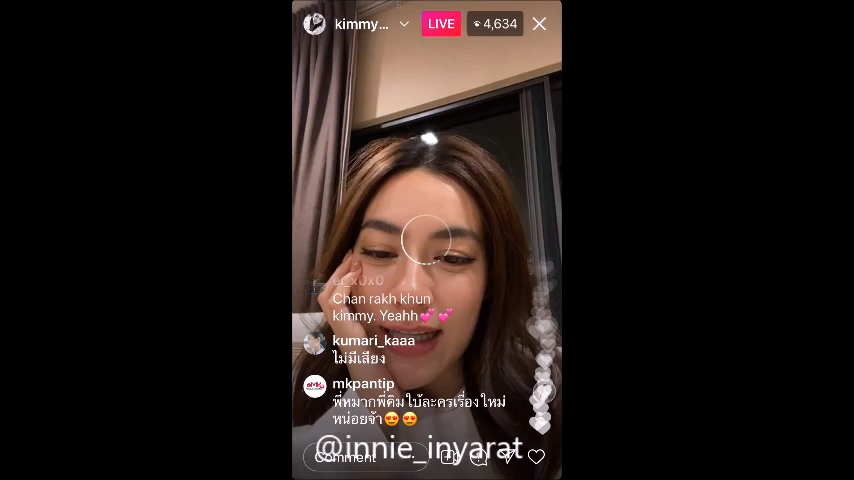 kimmy...
LIVE
4,634
el_x0x0
Chan rakh khun
kimmy. Yeahh💕 💕
kumari_kaaa
ไม่มีเสียง
mkpantip
พี่หมากพี่คิมใบ้ละครเรื่องใหม่
หน่อยจ้า😍 😍
@innie_inyarat
Comment